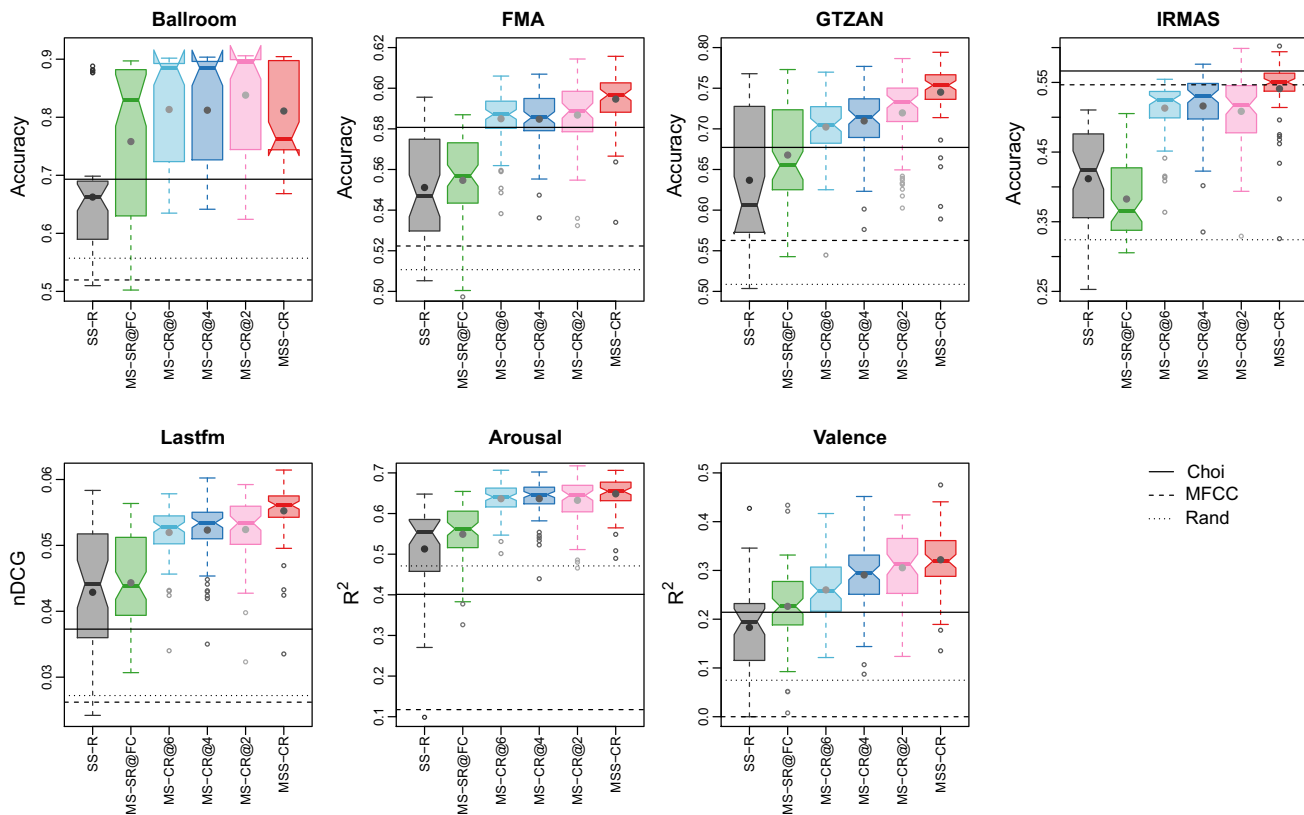 Ballroom
Accuracy
0.9
0.8
0.7
0.6
0.5
SS−R
MS−SR@FC
MS−CR@6
MS−CR@4
MS−CR@2
MSS−CR
FMA
Accuracy
0.62
0.60
0.58
0.56
0.54
0.52
0.50
SS−R
MS−SR@FC
MS−CR@6
MS−CR@4
MS−CR@2
MSS−CR
GTZAN
Accuracy
0.80
0.75
0.70
0.65
0.60
0.55
0.50
SS−R
MS−SR@FC
MS−CR@6
MS−CR@4
MS−CR@2
MSS−CR
IRMAS
Accuracy
0.55
0.45
0.35
0.25
SS−R
MS−SR@FC
MS−CR@6
MS−CR@4
MS−CR@2
MSS−CR
Lastfm
nDCG
0.06
0.05
0.04
0.03
SS−R
MS−SR@FC
MS−CR@6
MS−CR@4
MS−CR@2
MSS−CR
Arousal
R²
0.7
0.6
0.5
0.4
0.3
0.2
0.1
SS−R
MS−SR@FC
MS−CR@6
MS−CR@4
MS−CR@2
MSS−CR
Valence
R²
0.5
0.4
0.3
0.2
0.1
0.0
SS−R
MS−SR@FC
MS−CR@6
MS−CR@4
MS−CR@2
MSS−CR
Choi
MFCC
Rand